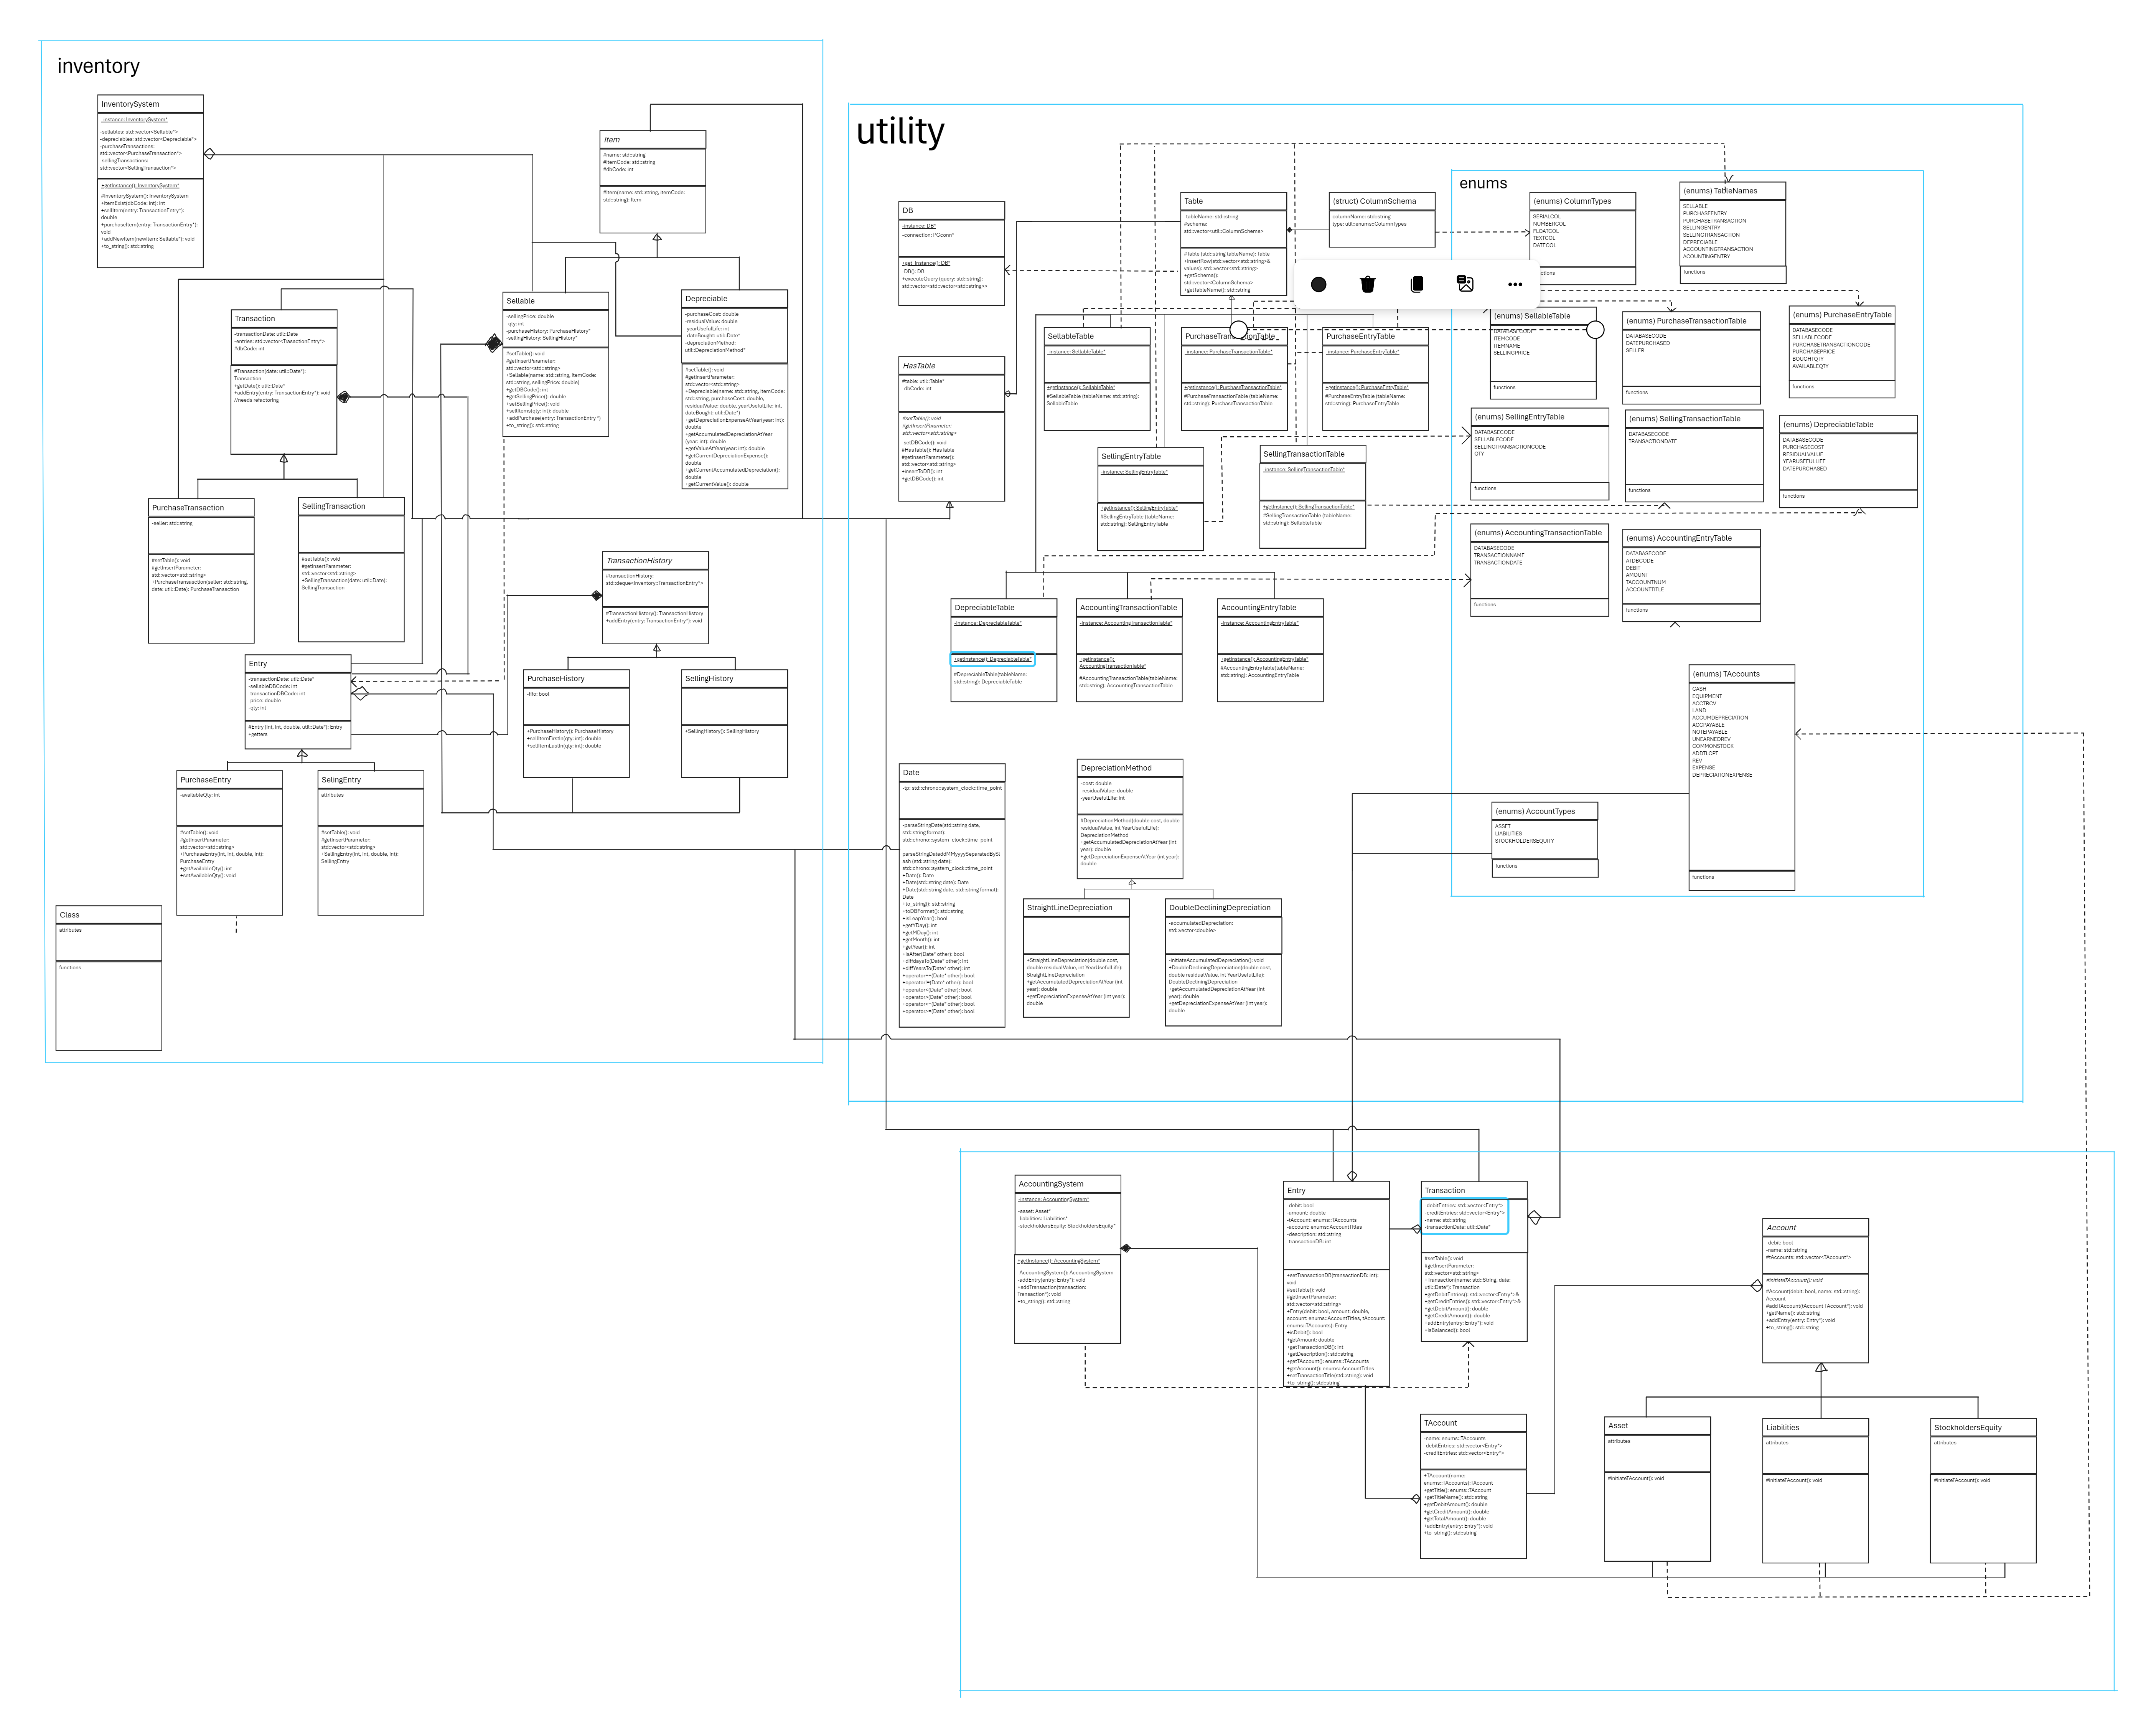 inventory
InventorySystem
-instance: InventorySystem*
-sellables: std::vector<Sellable*>
-depreciables: std::vector<Depreciable*>
-purchaseTransactions:
std::vector<PurchaseTransaction*>
-sellingTransactions:
std::vector<SellingTransaction*>
+getInstance(): InventorySystem*
#InventorySystem(): InventorySystem
+itemExist(dbCode: int): int
+sellItem(entry: TransactionEntry*):
double
+purchaseItem(entry: TransactionEntry*):
void
+addNewItem(newItem: Sellable*): void
+to_string(): std::string
Item
#name: std::string
#itemCode: std::string
#dbCode: int
#Item(name: std::string, itemCode:
std::string): Item
Transaction
-transactionDate: util::Date
-entries: std::vector<TransactionEntry*>
#dbCode: int
#Transaction(date: util::Date*):
Transaction
+getDate(): util::Date*
+addEntry(entry: TransactionEntry*): void
//needs refactoring
Sellable
-sellingPrice: double
-qty: int
-purchaseHistory: PurchaseHistory*
-sellingHistory: SellingHistory*
#setTable(): void
#getInsertParameter:
std::vector<std::string>
+Sellable(name: std::string, itemCode:
std::string, sellingPrice: double)
+getDBCode(): int
+getSellingPrice(): double
+setSellingPrice(): void
+sellItems(qty: int): double
+addPurchase(entry: TransactionEntry *)
+to_string(): std::string
Depreciable
-purchaseCost: double
-residualValue: double
-yearUsefulLife: int
-dateBought: util::Date*
-depreciationMethod:
util::DepreciationMethod*
#setTable(): void
#getInsertParameter:
std::vector<std::string>
+Depreciable(name: std::string, itemCode:
std::string, purchaseCost: double,
residualValue: double, yearUsefulLife: int,
dateBought: util::Date*)
+getDepreciationExpense(year: int):
double
+getAccumulatedDepreciationAtYear
(year: int): double
+getValueAtYear(year: int): double
+getCurrentDepreciationExpense():
double
+getCurrentAccumulatedDepreciation():
double
+getCurrentValue(): double
PurchaseTransaction
-seller: std::string
#setTable(): void
#getInsertParameter:
std::vector<std::string>
+PurchaseTransaction(seller: std::string,
date: util::Date): PurchaseTransaction
SellingTransaction
#setTable(): void
#getInsertParameter:
std::vector<std::string>
+SellingTransaction(date: util::Date):
SellingTransaction
TransactionHistory
#transactionHistory:
std::deque<inventory::TransactionEntry*>
#TransactionHistory(): TransactionHistory
+addEntry(entry: TransactionEntry*): void
Entry
-transactionDate: util::Date*
-sellableDBCode: int
-transactionDBCode: int
-price: double
-qty: int
#Entry (int, int, double, util::Date*): Entry
+getters
PurchaseHistory
-fifo: bool
+PurchaseHistory(): PurchaseHistory
+sellItemFirstIn(qty: int): double
+sellItemLastIn(qty: int): double
SellingHistory
+SellingHistory(): SellingHistory
PurchaseEntry
-availableQty: int
#setTable(): void
#getInsertParameter:
std::vector<std::string>
+PurchaseEntry(int, int, double, int):
PurchaseEntry
+getAvailableQty(): int
+setAvailableQty(): void
SelingEntry
attributes
#setTable(): void
#getInsertParameter:
std::vector<std::string>
+SellingEntry(int, int, double, int):
SellingEntry
Class
attributes
functions
utility
DB
-instance: DB*
-connection: PGconn*
+get_instance(): DB*
-DB(): DB
+executeQuery (query: std::string):
std::vector<std::vector<std::string>>
HasTable
#table: util::Table*
-dbCode: int
#setTable(): void
#getInsertParameter:
std::vector<std::string>
-setDBCode(): void
#HasTable(): HasTable
#getInsertParameter():
std::vector<std::string>
+insertToDB(): int
+getDBCode(): int
Table
-tableName: std::string
#schema:
std::vector<util::ColumnSchema>
#Table (std::string tableName): Table
+insertRow(std::vector<std::string>&
values): std::vector<std::string>
+getSchema():
std::vector<ColumnSchema>
+getTableName(): std::string
(struct) ColumnSchema
columnName: std::string
type: util::enums::ColumnTypes
SellableTable
-instance: SellableTable*
+getInstance(): SellableTable*
#SellableTable (tableName: std::string):
SellableTable
-instance: PurchaseTransactionTable*
+getInstance(): PurchaseTransactionTable*
#PurchaseTransactionTable (tableName:
std::string): PurchaseTransactionTable
PurchaseEntryTable
-instance: PurchaseEntryTable*
+getInstance(): PurchaseEntryTable*
#PurchaseEntryTable (tableName:
std::string): PurchaseEntryTable
SellingEntryTable
-instance: SellingEntryTable*
+getInstance(): SellingEntryTable*
#SellingEntryTable (tableName:
std::string): SellingEntryTable
SellingTransactionTable
-instance: SellingTransactionTable*
+getInstance(): SellingTransactionTable*
#SellingTransactionTable (tableName:
std::string): SellableTable
DepreciableTable
-instance: DepreciableTable*
+getInstance(): DepreciableTable*
#DepreciableTable(tableName:
std::string): DepreciableTable
AccountingTransactionTable
-instance: AccountingTransactionTable*
+getInstance():
AccountingTransactionTable*
#AccountingTransactionTable(tableName:
std::string): AccountingTransactionTable
AccountingEntryTable
-instance: AccountingEntryTable*
+getInstance(): AccountingEntryTable*
#AccountingEntryTable(tableName:
std::string): AccountingEntryTable
Date
-tp: std::chrono::system_clock::time_point
-parseStringDate(std::string date,
std::string format):
std::chrono::system_clock::time_point
-
parseStringDateddMMyyyySeparatedBySl
ash (std::string date):
std::chrono::system_clock::time_point
+Date(): Date
+Date(std::string date): Date
+Date(std::string date, std::string format):
Date
+to_string(): std::string
+toDBFormat(): std::string
+isLeapYear(): bool
+getYDay(): int
+getMDay(): int
+getMonth(): int
+getYear(): int
+isAfter(Date* other): bool
+diffdaysTo(Date* other): int
+diffYearsTo(Date* other): int
+operator==(Date* other): bool
+operator!=(Date* other): bool
+operator<(Date* other): bool
+operator>(Date* other): bool
+operator<=(Date* other): bool
+operator>=(Date* other): bool
DepreciationMethod
-cost: double
-residualValue: double
-yearUsefulLife: int
#DepreciationMethod(double cost, double
residualValue, int YearUsefulLife):
DepreciationMethod
+getAccumulatedDepreciationAtYear (int
year): double
+getDepreciationExpenseAtYear (int year):
double
StraightLineDepreciation
+StraightLineDepreciation(double cost,
double residualValue, int YearUsefulLife):
StraightLineDepreciation
+getAccumulatedDepreciationAtYear (int
year): double
+getDepreciationExpenseAtYear (int year):
double
DoubleDecliningDepreciation
-accumulatedDepreciation:
std::vector<double>
-initiateAccumulatedDepreciation(): void
+DoubleDecliningDepreciation(double cost,
double residualValue, int YearUsefulLife):
DoubleDecliningDepreciation
+getAccumulatedDepreciationAtYear (int
year): double
+getDepreciationExpenseAtYear (int year):
double
enums
(enums) ColumnTypes
SERIALCOL
NUMBERCOL
FLOATCOL
TEXTCOL
DATECOL
(enums) TableNames
SELLABLE
PURCHASEENTRY
PURCHASETRANSACTION
SELLINGENTRY
SELLINGTRANSACTION
DEPRECIABLE
ACCOUNTINGTRANSACTION
ACOUNTINGENTRY
functions
(enums) SellableTable
DATABASECODE
ITEMCODE
ITEMNAME
SELLINGPRICE
functions
(enums) PurchaseTransactionTable
DATABASECODE
DATEPURCHASED
SELLER
functions
(enums) PurchaseEntryTable
DATABASECODE
SELLABLECODE
PURCHASETRANSACTIONCODE
PURCHASEPRICE
BOUGHTQTY
AVAILABLEQTY
functions
(enums) SellingEntryTable
DATABASECODE
SELLABLECODE
SELLINGTRANSACTIONCODE
QTY
functions
(enums) SellingTransactionTable
DATABASECODE
TRANSACTIONDATE
functions
(enums) DepreciableTable
DATABASECODE
PURCHASECOST
RESIDUALVALUE
YEARUSEFULLIFE
DATEPURCHASED
functions
(enums) AccountingTransactionTable
DATABASECODE
TRANSACTIONNAME
TRANSACTIONDATE
functions
(enums) AccountingEntryTable
DATABASECODE
ATDBCODE
DEBIT
AMOUNT
TACCOUNTNUM
ACCOUNTTITLE
functions
(enums) TAccounts
CASH
EQUIPMENT
ACCTRCV
LAND
ACCUMDEPRECIATION
ACCPAYABLE
NOTEPAYABLE
UNEARNEDREV
COMMONSTOCK
ADDTLCPT
REV
EXPENSE
DEPRECIATIONEXPENSE
functions
(enums) AccountTypes
ASSET
LIABILITIES
STOCKHOLDERSEQUITY
functions
AccountingSystem
-instance: AccountingSystem*
-asset: Asset*
-liabilities: Liabilities*
-stockholdersEquity: StockholdersEquity*
+getInstance(): AccountingSystem*
-AccountingSystem(): AccountingSystem
-addEntry(entry: Entry*): void
+addTransaction(transaction:
Transaction*): void
+to_string(): std::string
Entry
-debit: bool
-amount: double
-tAccount: enums::TAccounts
-account: enums::AccountTitles
-description: std::string
-transactionDB: int
+setTransactionDB(transactionDB: int):
void
#setTable(): void
#getInsertParameter:
std::vector<std::string>
+Entry(debit: bool, amount: double,
account: enums::AccountTitles, tAccount:
enums::TAccounts): Entry
+isDebit(): bool
+getAmount: double
+getTransactionDB(): int
+getDescription(): std::string
+getTAccount(): enums::TAccounts
+getAccount(): enums::AccountTitles
+setTransactionTitle(std::string): void
+to_string(): std::string
Transaction
-debitEntries: std::vector<Entry*>
-creditEntries: std::vector<Entry*>
-name: std::string
-transactionDate: util::Date*
#setTable(): void
#getInsertParameter:
std::vector<std::string>
+Transaction(name: std::String, date:
util::Date*): Transaction
+getDebitEntries(): std::vector<Entry*>&
+getCreditEntries(): std::vector<Entry*>&
+getDebitAmount(): double
+getCreditAmount(): double
+addEntry(entry: Entry*): void
+isBalanced(): bool
Account
-debit: bool
-name: std::string
#tAccounts: std::vector<TAccount*>
#initiateTAccount(): void
#Account(debit: bool, name: std::string):
Account
#addTAccount(tAccount TAccount*): void
+getName(): std::string
+addEntry(entry: Entry*): void
+to_string(): std::string
TAccount
-name: enums::TAccounts
-debitEntries: std::vector<Entry*>
-creditEntries: std::vector<Entry*>
+TAccount(name:
enums::TAccounts):TAccount
+getTitle(): enums::TAccount
+getTitleName(): std::string
+getDebitAmount(): double
+getCreditAmount(): double
+getTotalAmount(): double
+addEntry(entry: Entry*): void
+to_string(): std::string
Asset
attributes
#initiateTAccount(): void
Liabilities
attributes
#initiateTAccount(): void
StockholdersEquity
attributes
#initiateTAccount(): void